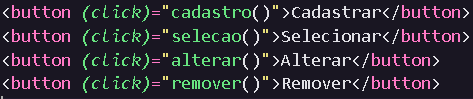 <button (click)="cadastro()">Cadastrar</button>
<button (click)="selecao()">Selecionar</button>
<button (click)="alterar()">Alterar</button>
<button (click)="remover()">Remover</button>